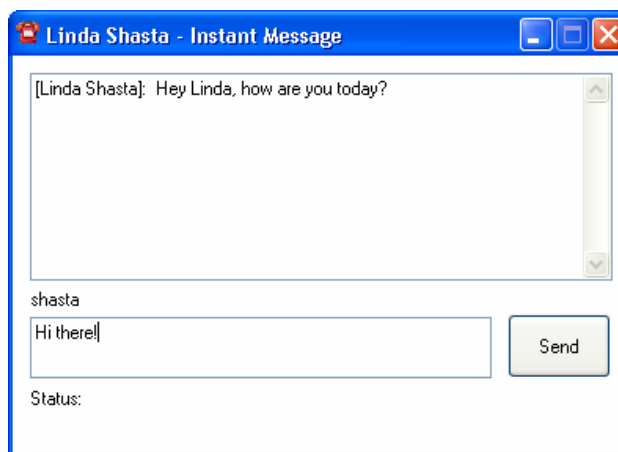 Linda Shasta - Instant Message
[Linda Shasta]: Hey Linda, how are you today?
shasta
Hi there!
Send
Status: